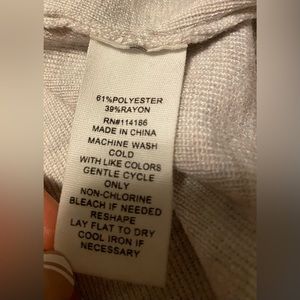 61%POLYESTER
39%RAYON
RN#114186
MADE IN CHINA
MACHINE WASH
COLD
WITH LIKE COLORS
GENTLE CYCLE
ONLY
NON-CHLORINE
BLEACH IF NEEDED
RESHAPE
LAY FLAT TO DRY
COOL IRON IF
NECESSARY